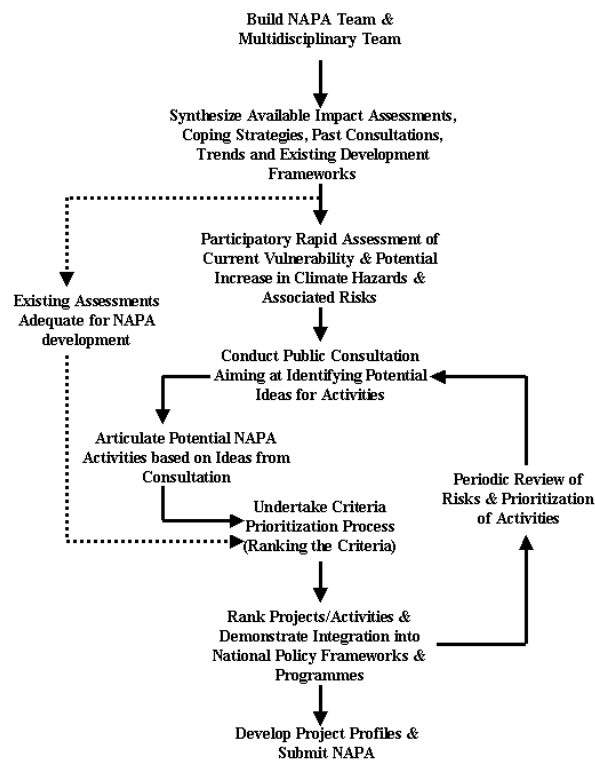 Build NAPA Team &
Multidisciplinary Team
Synthesize Available Impact Assessments,
Coping Strategies, Past Consultations,
Trends and Existing Development
Frameworks
Participatory Rapid Assessment of
Current Vulnerability & Potential
Increase in Climate Hazards &
Associated Risks
Existing Assessments
Adequate for NAPA
development
Conduct Public Consultation
Aiming at Identifying Potential
Ideas for Activities
Articulate Potential NAPA
Activities based on Ideas from
Consultation
Periodic Review of
Risks & Prioritization
of Activities
Undertake Criteria
Prioritization Process
(Ranking the Criteria)
Rank Projects/Activities &
Demonstrate Integration into
National Policy Frameworks &
Programmes
Develop Project Profiles &
Submit NAPA